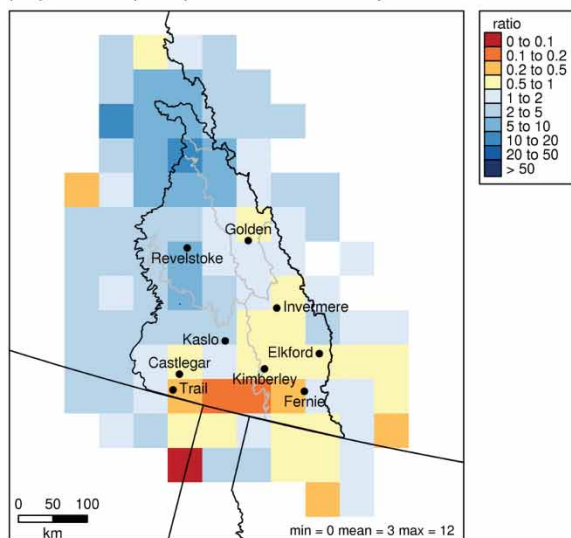 ratio
0 to 0.1
0.1 to 0.2
0.2 to 0.5
0.5 to 1
1 to 2
2 to 5
5 to 10
10 to 20
20 to 50
> 50
Golden
Revelstoke
Invermere
Kaslo
Elkford
Castlegar
Kimberley
Trail
Fernie
0 50 100
km
min = 0 mean = 3 max = 12